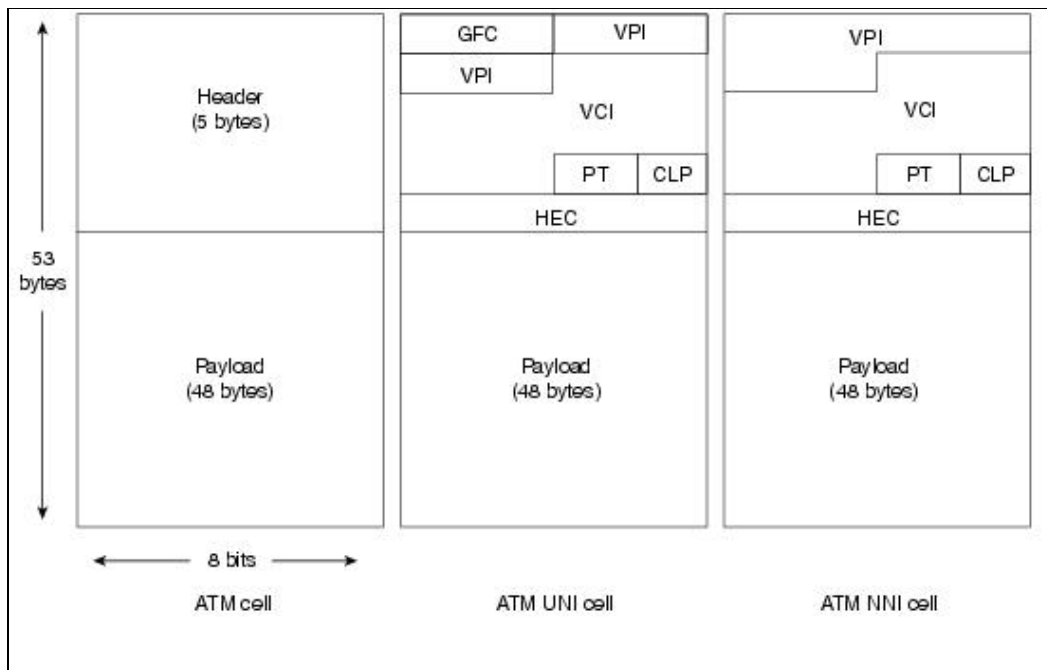 53
bytes
Header
(5 bytes)
Payload
(48 bytes)
8 bits
ATM cell
GFC
VPI
VPI
VCI
PT
CLP
HEC
Payload
(48 bytes)
ATM UNI cell
VPI
VCI
PT
CLP
HEC
Payload
(48 bytes)
ATM NNI cell